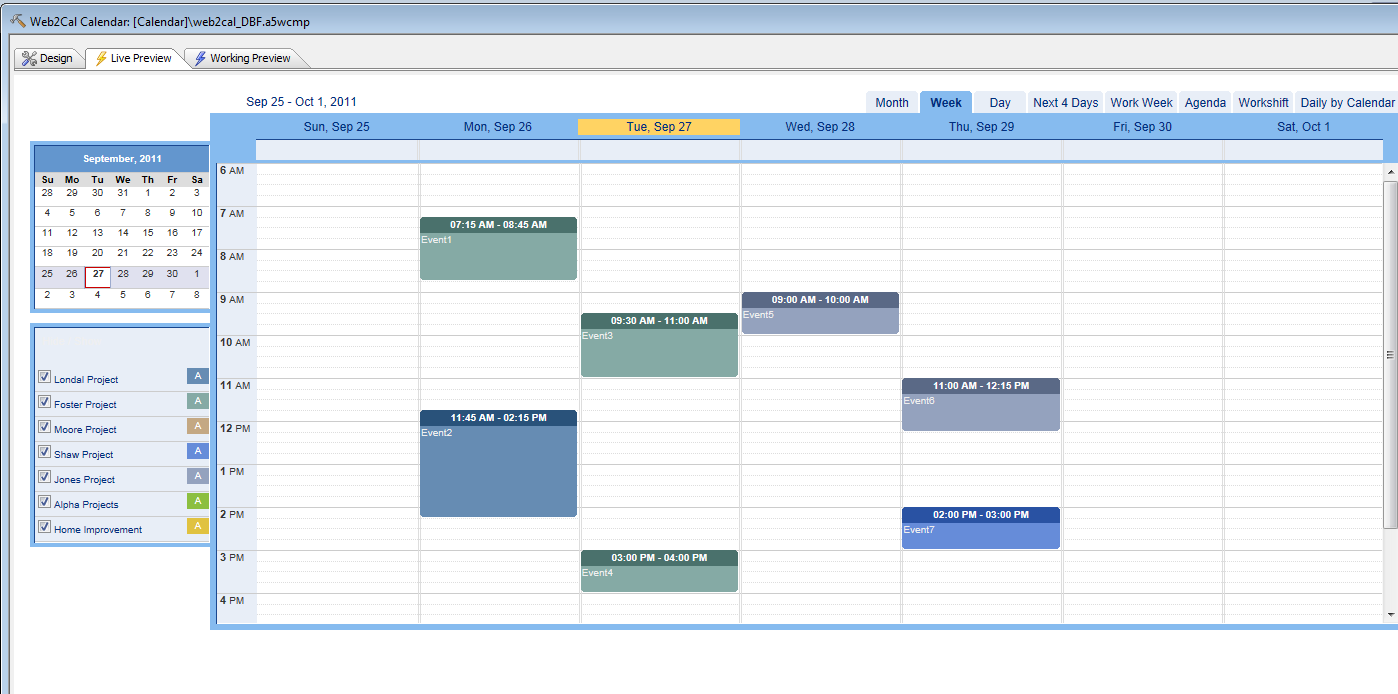 Web2Cal Calendar: [Calendar]\web2cal_DBF.a5wcmp
Design Live Preview Working Preview
Sep 25 - Oct 1, 2011
Month Week Day Next 4 Days Work Week Agenda Workshift Daily by Calendar
Sun, Sep 25 Mon, Sep 26 Tue, Sep 27 Wed, Sep 28 Thu, Sep 29 Fri, Sep 30 Sat, Oct 1
September, 2011
Su Mo Tu We Th Fr Sa
28 29 30 31 1 2 3
4 5 6 7 8 9 10
11 12 13 14 15 16 17
18 19 20 21 22 23 24
25 26 27 28 29 30 1
2 3 4 5 6 7 8
Londal Project A
Foster Project A
Moore Project A
Shaw Project A
Jones Project A
Alpha Projects A
Home Improvement A
6 AM
7 AM
07:15 AM - 08:45 AM
Event1
8 AM
9 AM
09:00 AM - 10:00 AM
Event5
09:30 AM - 11:00 AM
Event3
10 AM
11 AM
11:00 AM - 12:15 PM
Event6
11:45 AM - 02:15 PM
Event2
12 PM
1 PM
2 PM
02:00 PM - 03:00 PM
Event7
3 PM
03:00 PM - 04:00 PM
Event4
4 PM